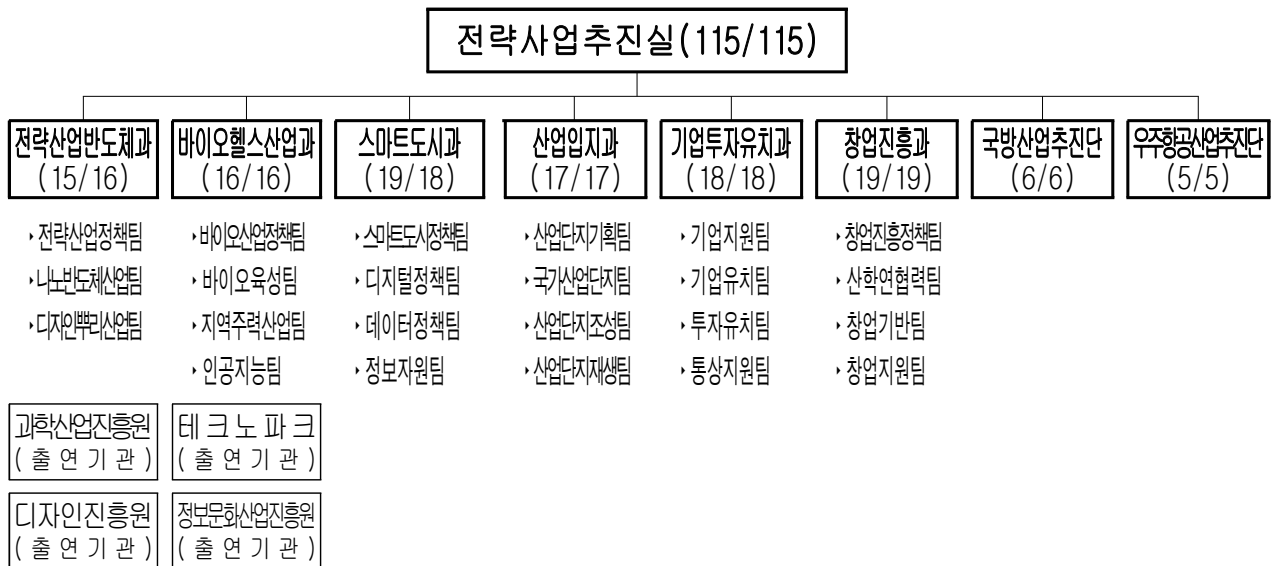 전략사업추진실(115/115)
전략산업반도체과
(15/16)
바이오헬스산업과
(16/16)
스마트도시과
(19/18)
산업입지과
(17/17)
기업투자유치과
(18/18)
창업진흥과
(19/19)
국방산업추진단
(6/6)
우주항공산업추진단
(5/5)
‣전략산업정책팀
‣나노반도체산업팀
‣디자인뿌리산업팀
‣바이오산업정책팀
‣바이오육성팀
‣지역주력산업팀
‣인공지능팀
‣스마트도시정책팀
‣디지털정책팀
‣데이터정책팀
‣정보자원팀
‣산업단지기획팀
‣국가산업단지팀
‣산업단지조성팀
‣산업단지재생팀
‣기업지원팀
‣기업유치팀
‣투자유치팀
‣통상지원팀
‣창업진흥정책팀
‣산학연협력팀
‣창업기반팀
‣창업지원팀
과학산업진흥원
(출연기관)
테크노파크
(출연기관)
디자인진흥원
(출연기관)
정보문화산업진흥원
(출연기관)